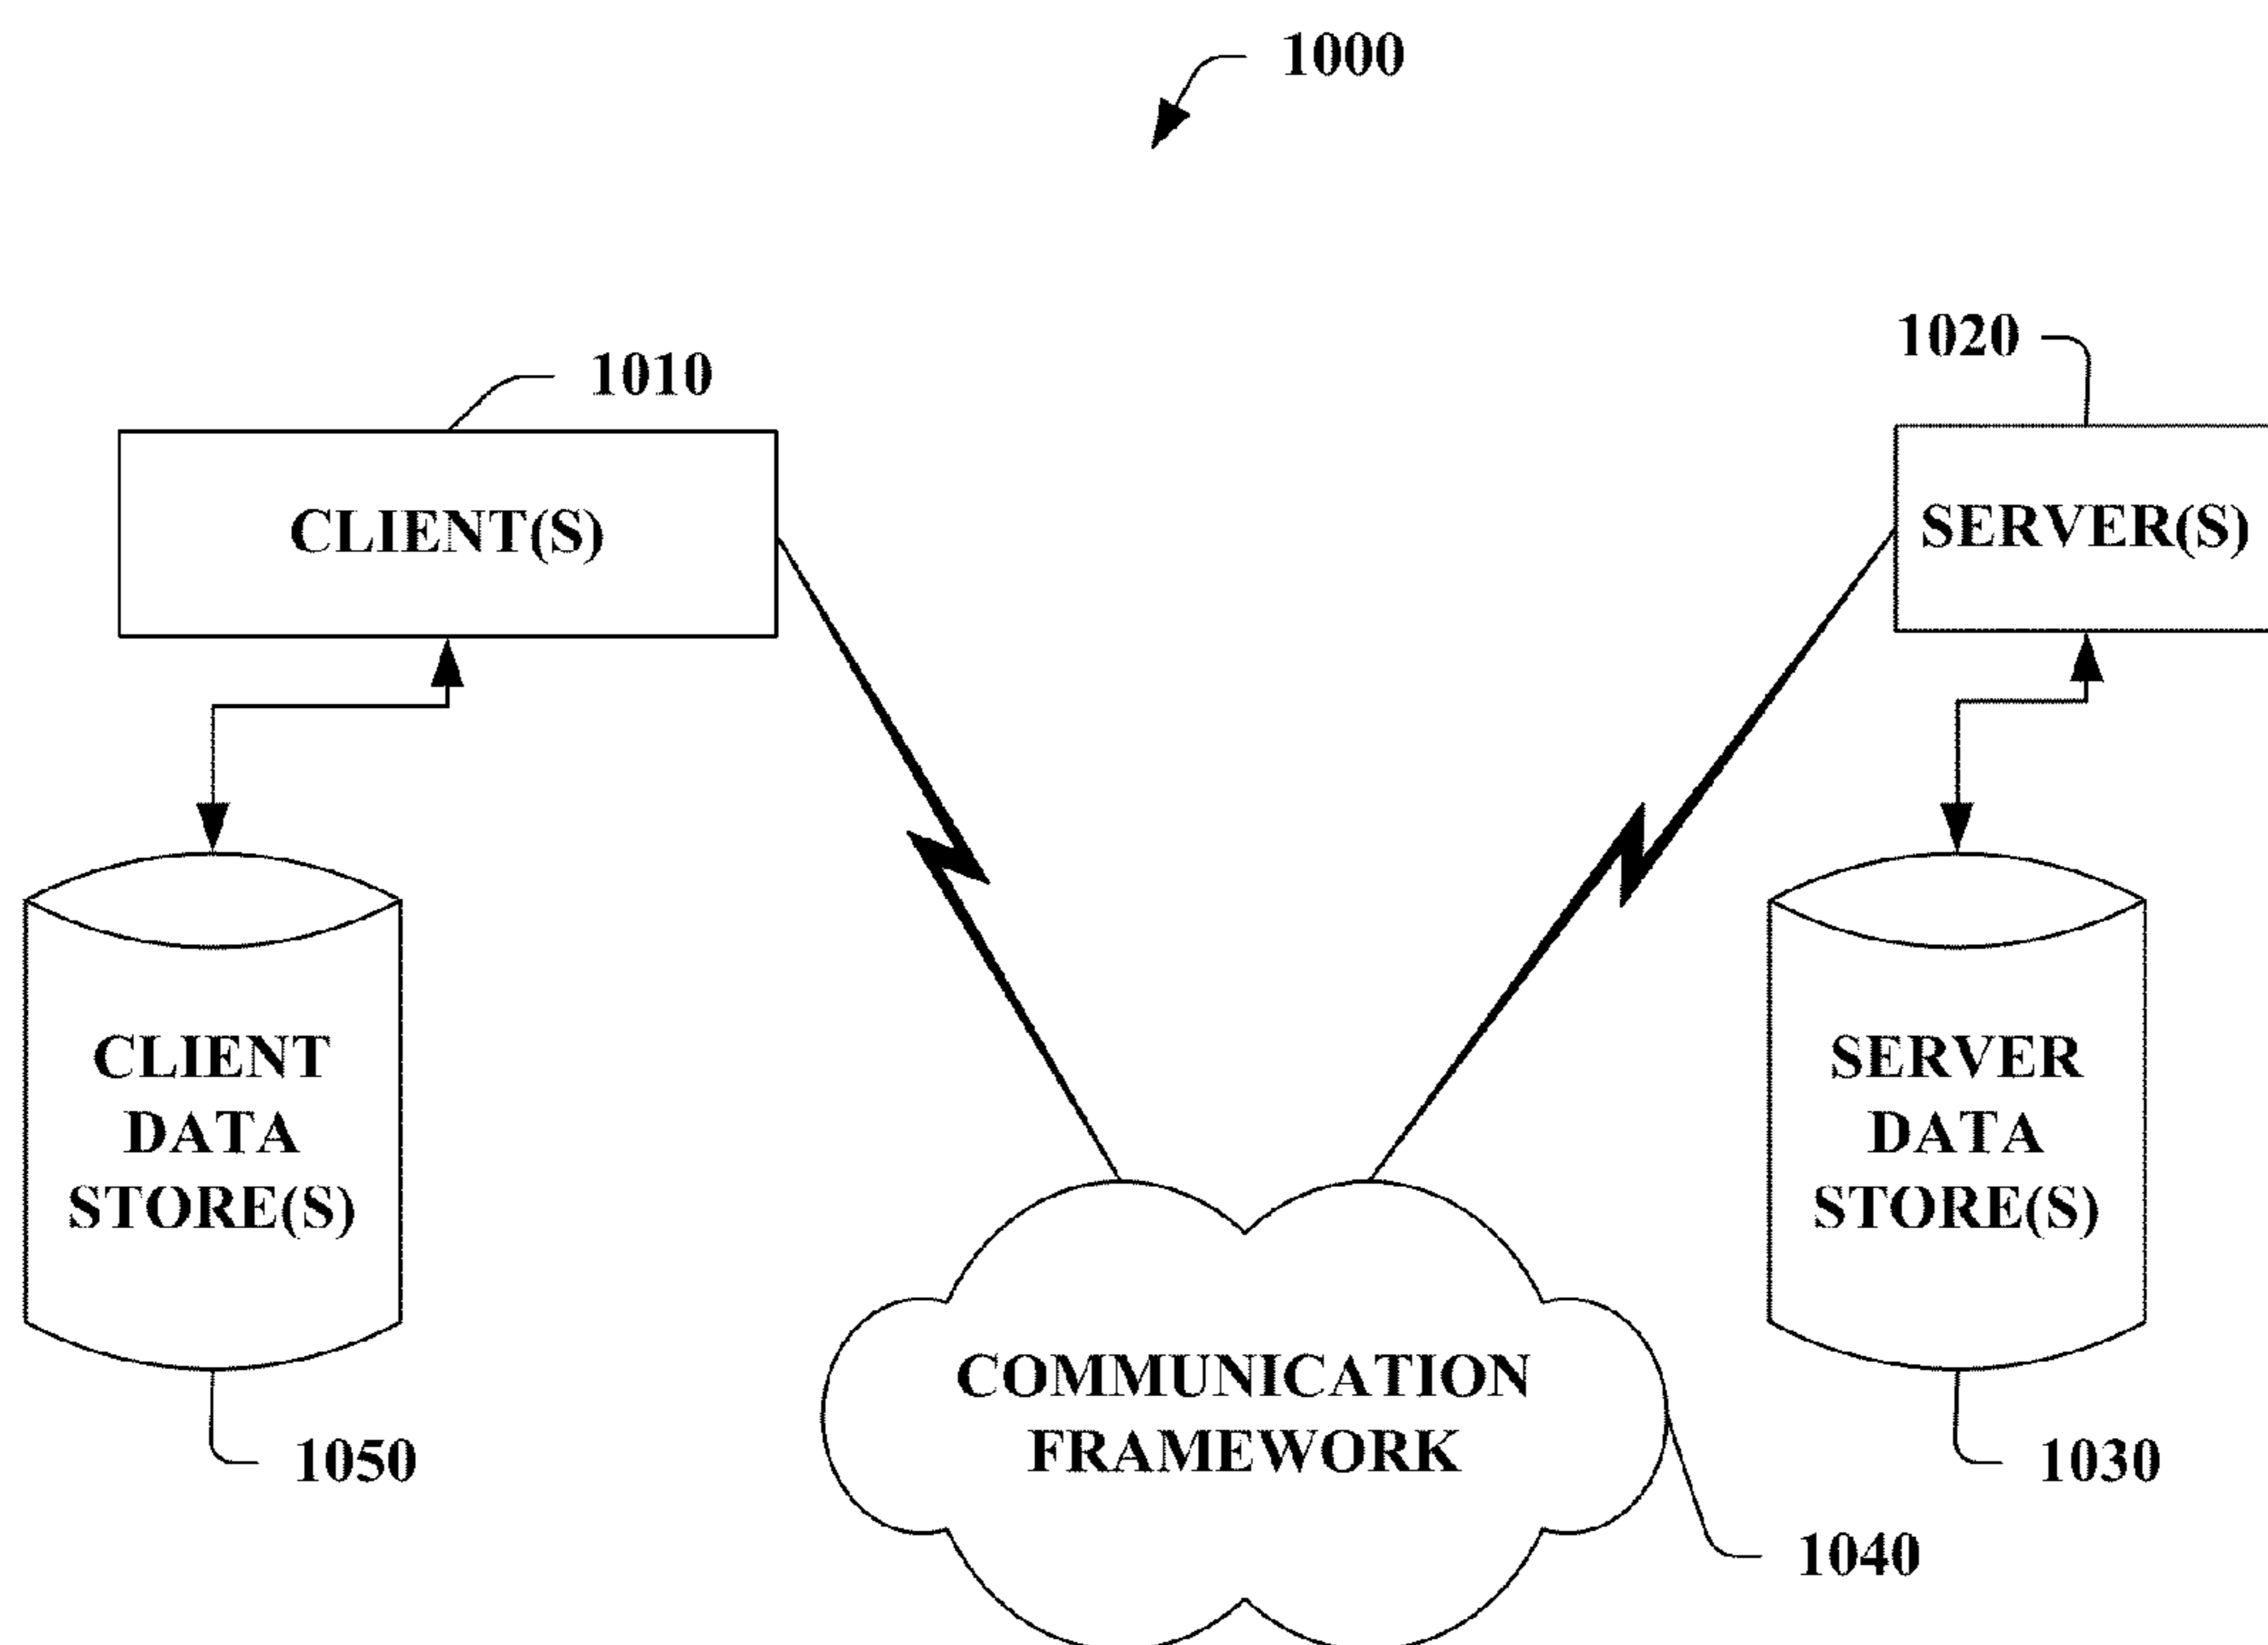 1000
1010
1020
CLIENT(S)
SERVER(S)
CLIENT
DATA
STORE(S)
SERVER
DATA
STORE(S)
COMMUNICATION
FRAMEWORK
1050
1030
1040